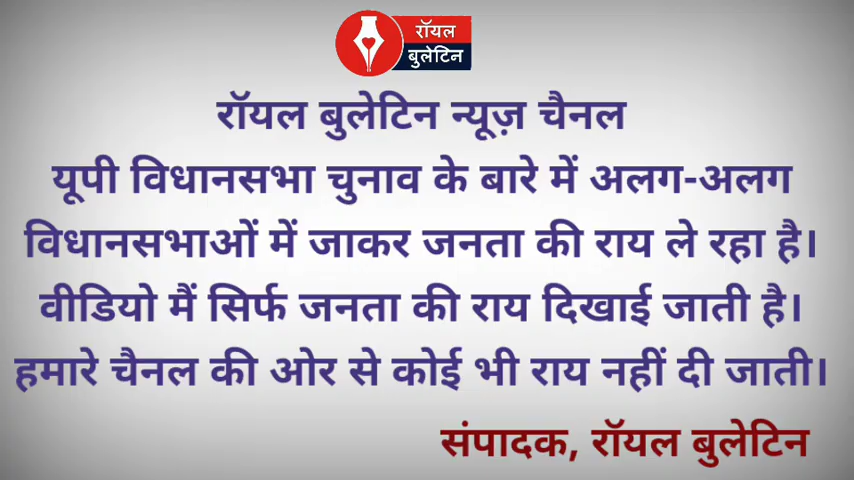 रॉयल
बुलेटिन
रॉयल बुलेटिन न्यूज़ चैनल
यूपी विधानसभा चुनाव के बारे में अलग-अलग
विधानसभाओं में जाकर जनता की राय ले रहा है।
वीडियो मैं सिर्फ जनता की राय दिखाई जाती है।
हमारे चैनल की ओर से कोई भी राय नहीं दी जाती।
संपादक, रॉयल बुलेटिन